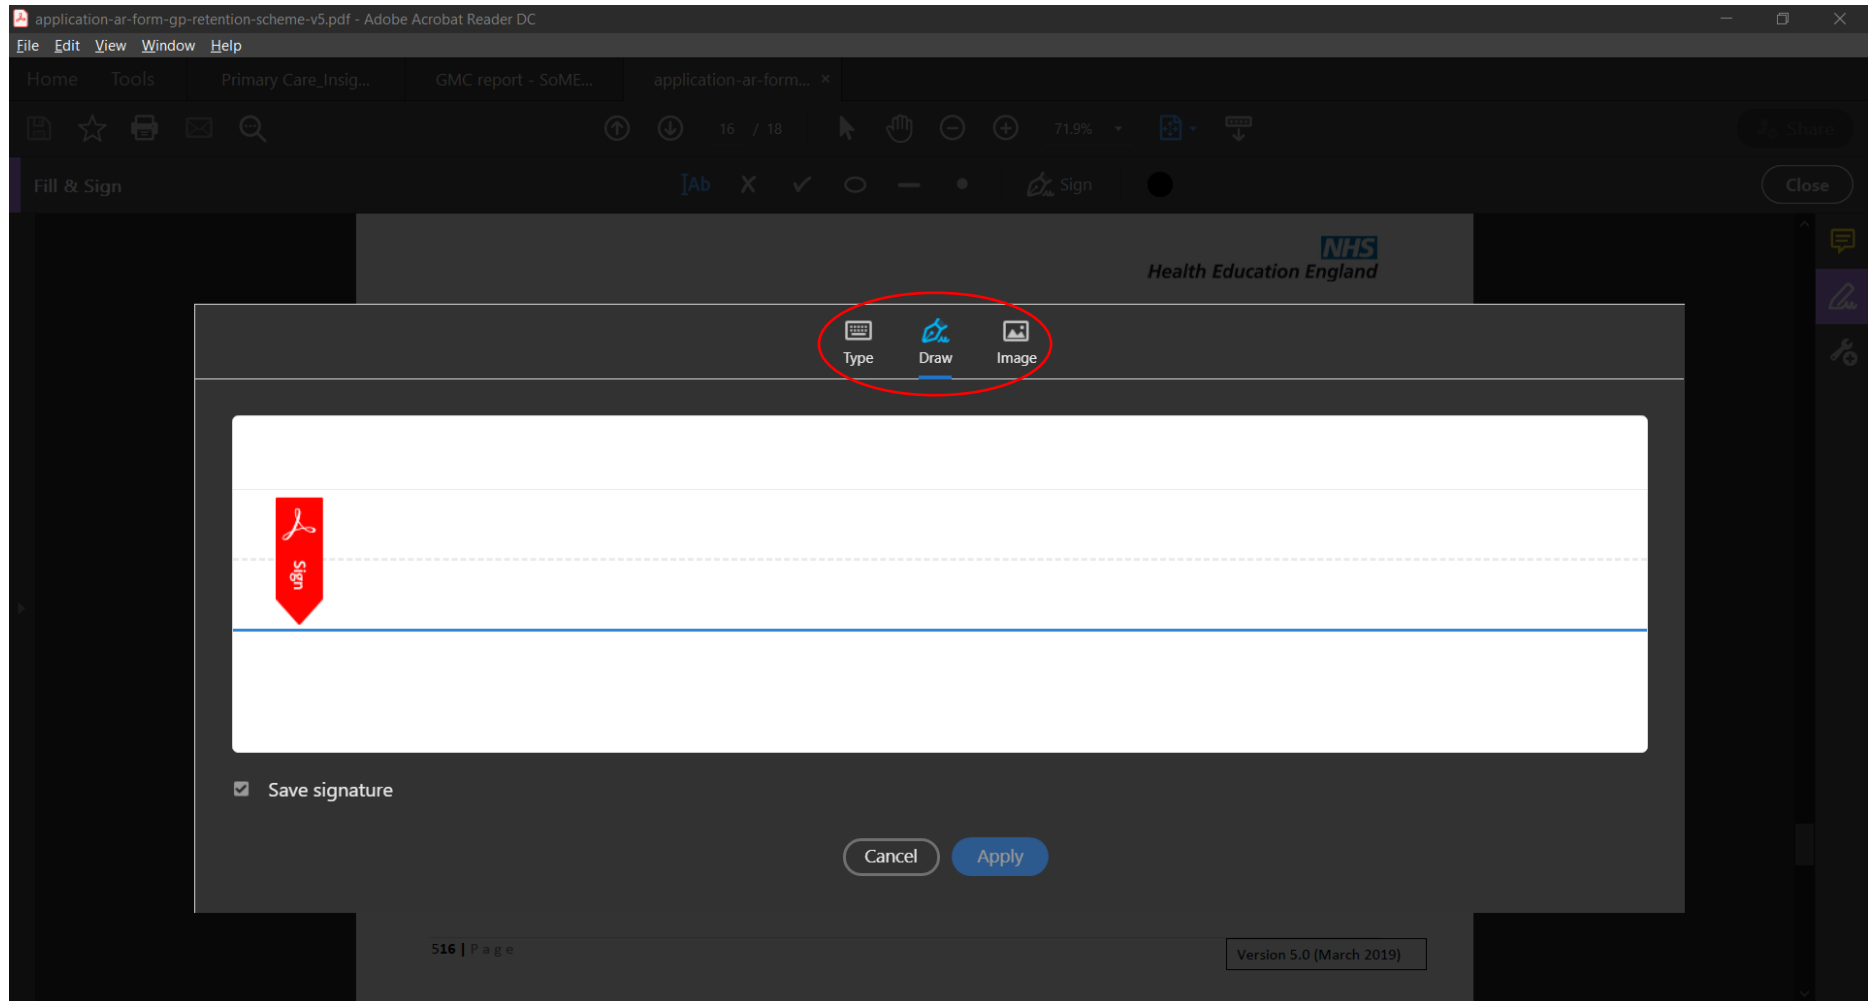 application-ar-form-gp-retention-scheme-v5.pdf - Adobe Acrobat Reader DC
File Edit View Window Help
Home Tools Primary Care_Insig... GMC report - SoME... application-ar-form... ×
16 / 18 71.9% Share
Fill & Sign Ab Sign Close
NHS
Health Education England
Type Draw Image
Sign
Save signature
Cancel Apply
516 | Page Version 5.0 (March 2019)